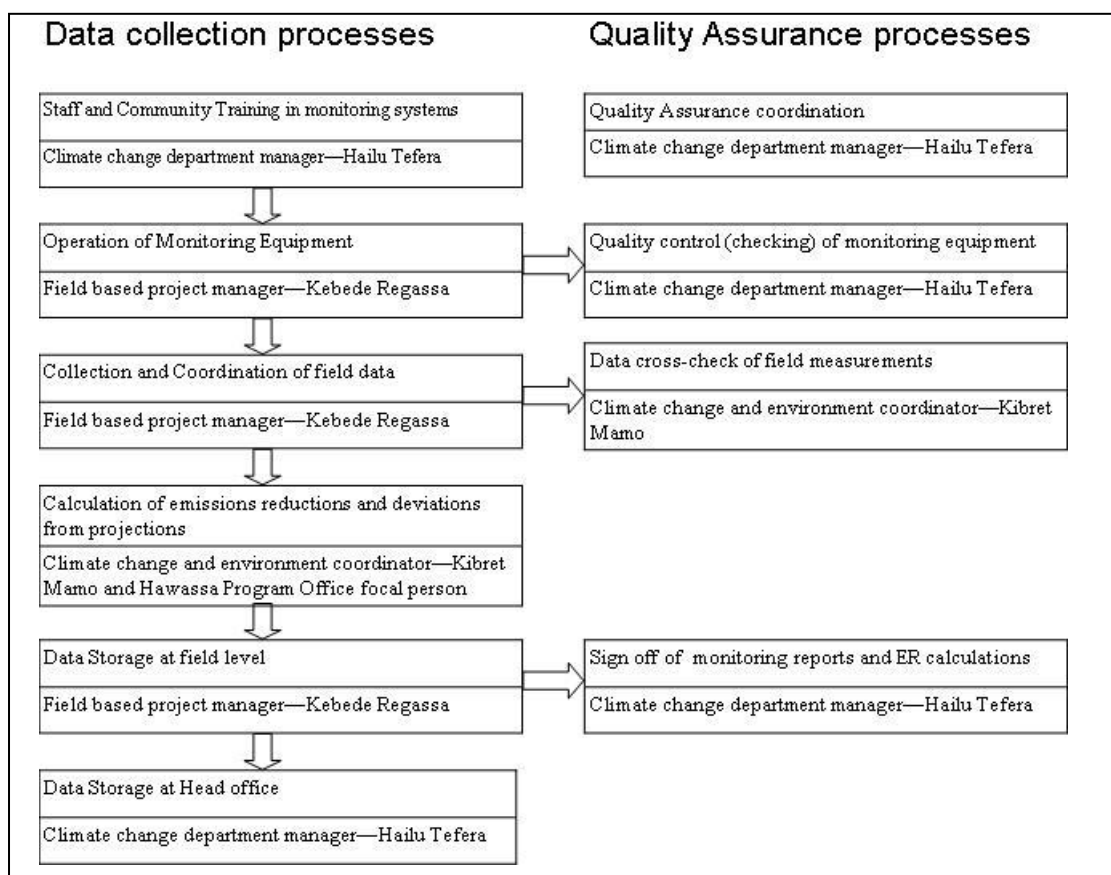 Data collection processes
Quality Assurance processes
Staff and Community Training in monitoring systems
Climate change department manager—Hailu Tefera
Quality Assurance coordination
Climate change department manager—Hailu Tefera
Operation of Monitoring Equipment
Field based project manager—Kebede Regassa
Quality control (checking) of monitoring equipment
Climate change department manager—Hailu Tefera
Collection and Coordination of field data
Field based project manager—Kebede Regassa
Data cross-check of field measurements
Climate change and environment coordinator—Kibret
Mamo
Calculation of emissions reductions and deviations
from projections
Climate change and environment coordinator—Kibret
Mamo and Hawassa Program Office focal person
Data Storage at field level
Field based project manager—Kebede Regassa
Sign off of monitoring reports and ER calculations
Climate change department manager—Hailu Tefera
Data Storage at Head office
Climate change department manager—Hailu Tefera